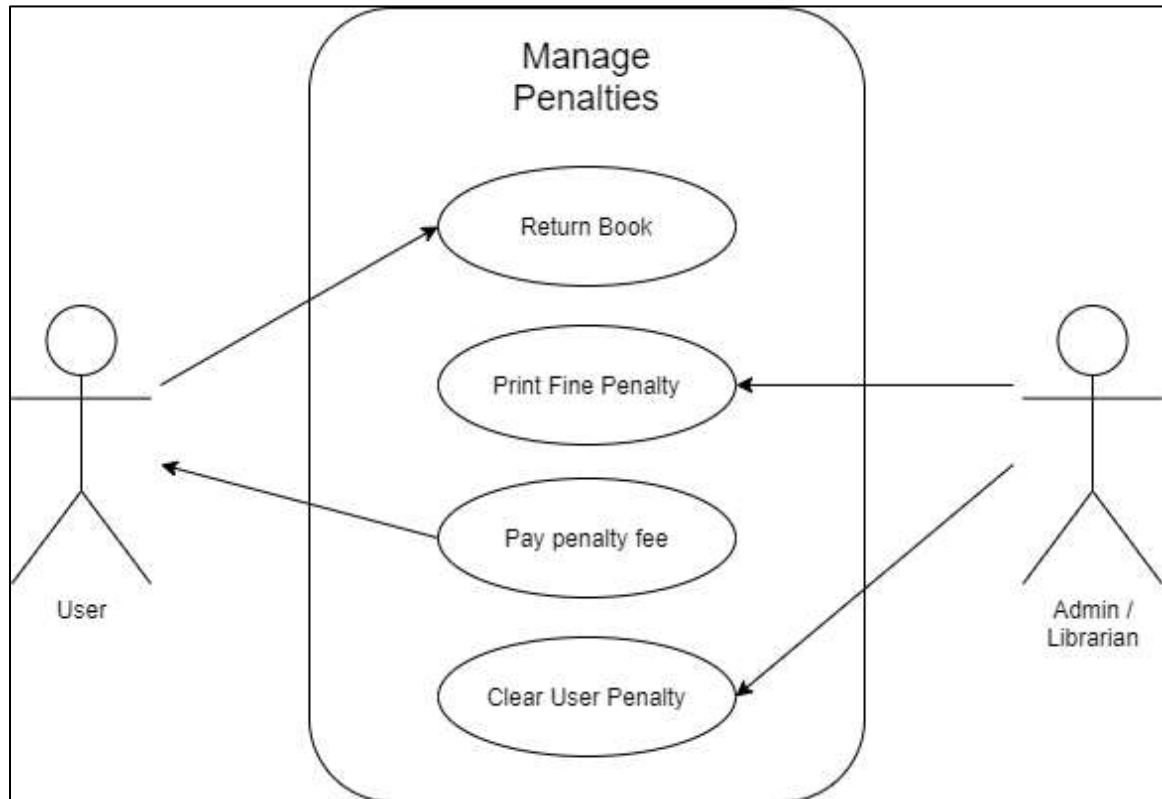 Manage
Penalties
Return Book
Print Fine Penalty
Pay penalty fee
User
Admin /
Librarian
Clear User Penalty